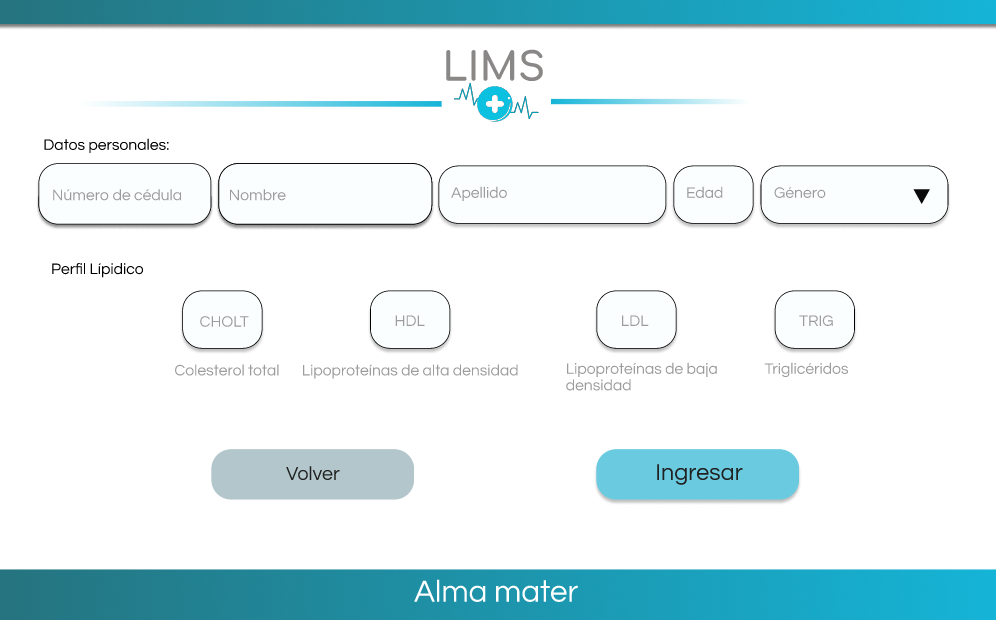 LIMS
Datos personales:
Número de cédula
Nombre
Apellido
Edad
Género
Perfil Lípidico
CHOLT
HDL
LDL
TRIG
Colesterol total
Lipoproteínas de alta densidad
Lipoproteínas de baja
densidad
Triglicéridos
Volver
Ingresar
Alma mater